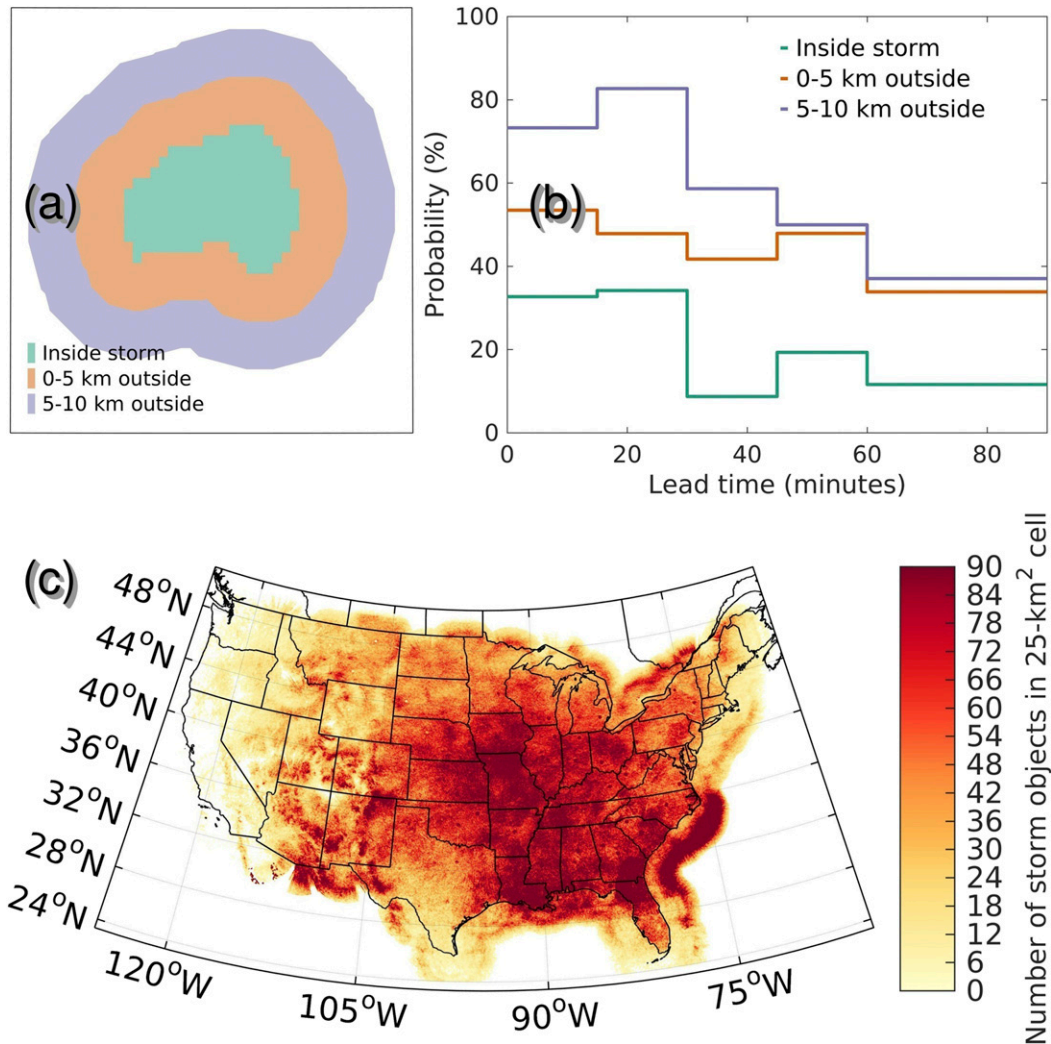 (a)
Inside storm
0-5 km outside
5-10 km outside
100
80
60
40
20
0
Probability (%)
(b)
Inside storm
0-5 km outside
5-10 km outside
0
20
40
60
80
Lead time (minutes)
(c)
48°N
44°N
40°N
36°N
32°N
28°N
24°N
120°W
105°W
90°W
75°W
90
84
78
72
66
60
54
48
42
36
30
24
18
12
6
0
Number of storm objects in 25-km² cell